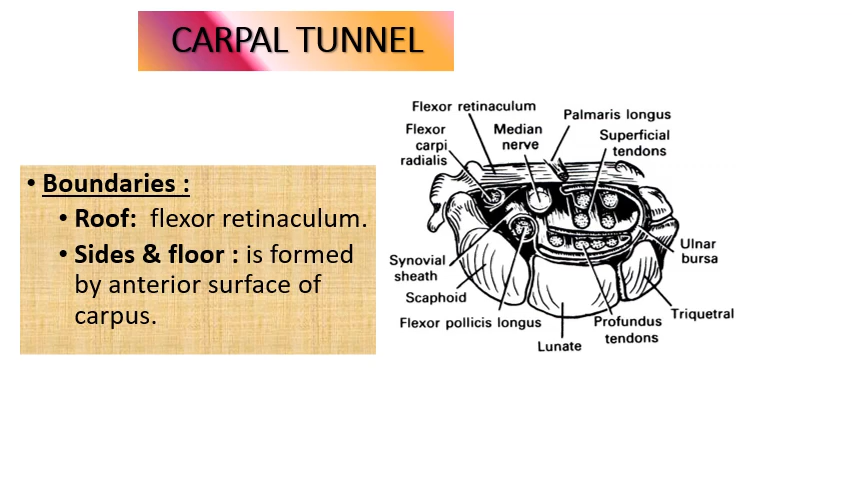 CARPAL TUNNEL
• Boundaries :
• Roof: flexor retinaculum.
• Sides & floor : is formed
by anterior surface of
carpus.
Flexor retinaculum
Palmaris longus
Flexor
carpi
radialis
Median
nerve
Superficial
tendons
Synovial
sheath
Ulnar
bursa
Scaphoid
Flexor pollicis longus
Lunate
Profundus
tendons
Triquetral